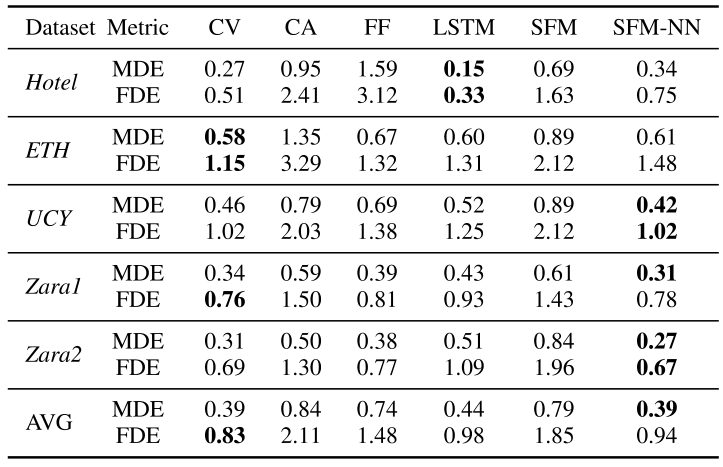 Dataset Metric CV CA FF LSTM SFM SFM-NN
Hotel MDE 0.27 0.95 1.59 0.15 0.69 0.34
FDE 0.51 2.41 3.12 0.33 1.63 0.75
ETH MDE 0.58 1.35 0.67 0.60 0.89 0.61
FDE 1.15 3.29 1.32 1.31 2.12 1.48
UCY MDE 0.46 0.79 0.69 0.52 0.89 0.42
FDE 1.02 2.03 1.38 1.25 2.12 1.02
Zara1 MDE 0.34 0.59 0.39 0.43 0.61 0.31
FDE 0.76 1.50 0.81 0.93 1.43 0.78
Zara2 MDE 0.31 0.50 0.38 0.51 0.84 0.27
FDE 0.69 1.30 0.77 1.09 1.96 0.67
AVG MDE 0.39 0.84 0.74 0.44 0.79 0.39
FDE 0.83 2.11 1.48 0.98 1.85 0.94